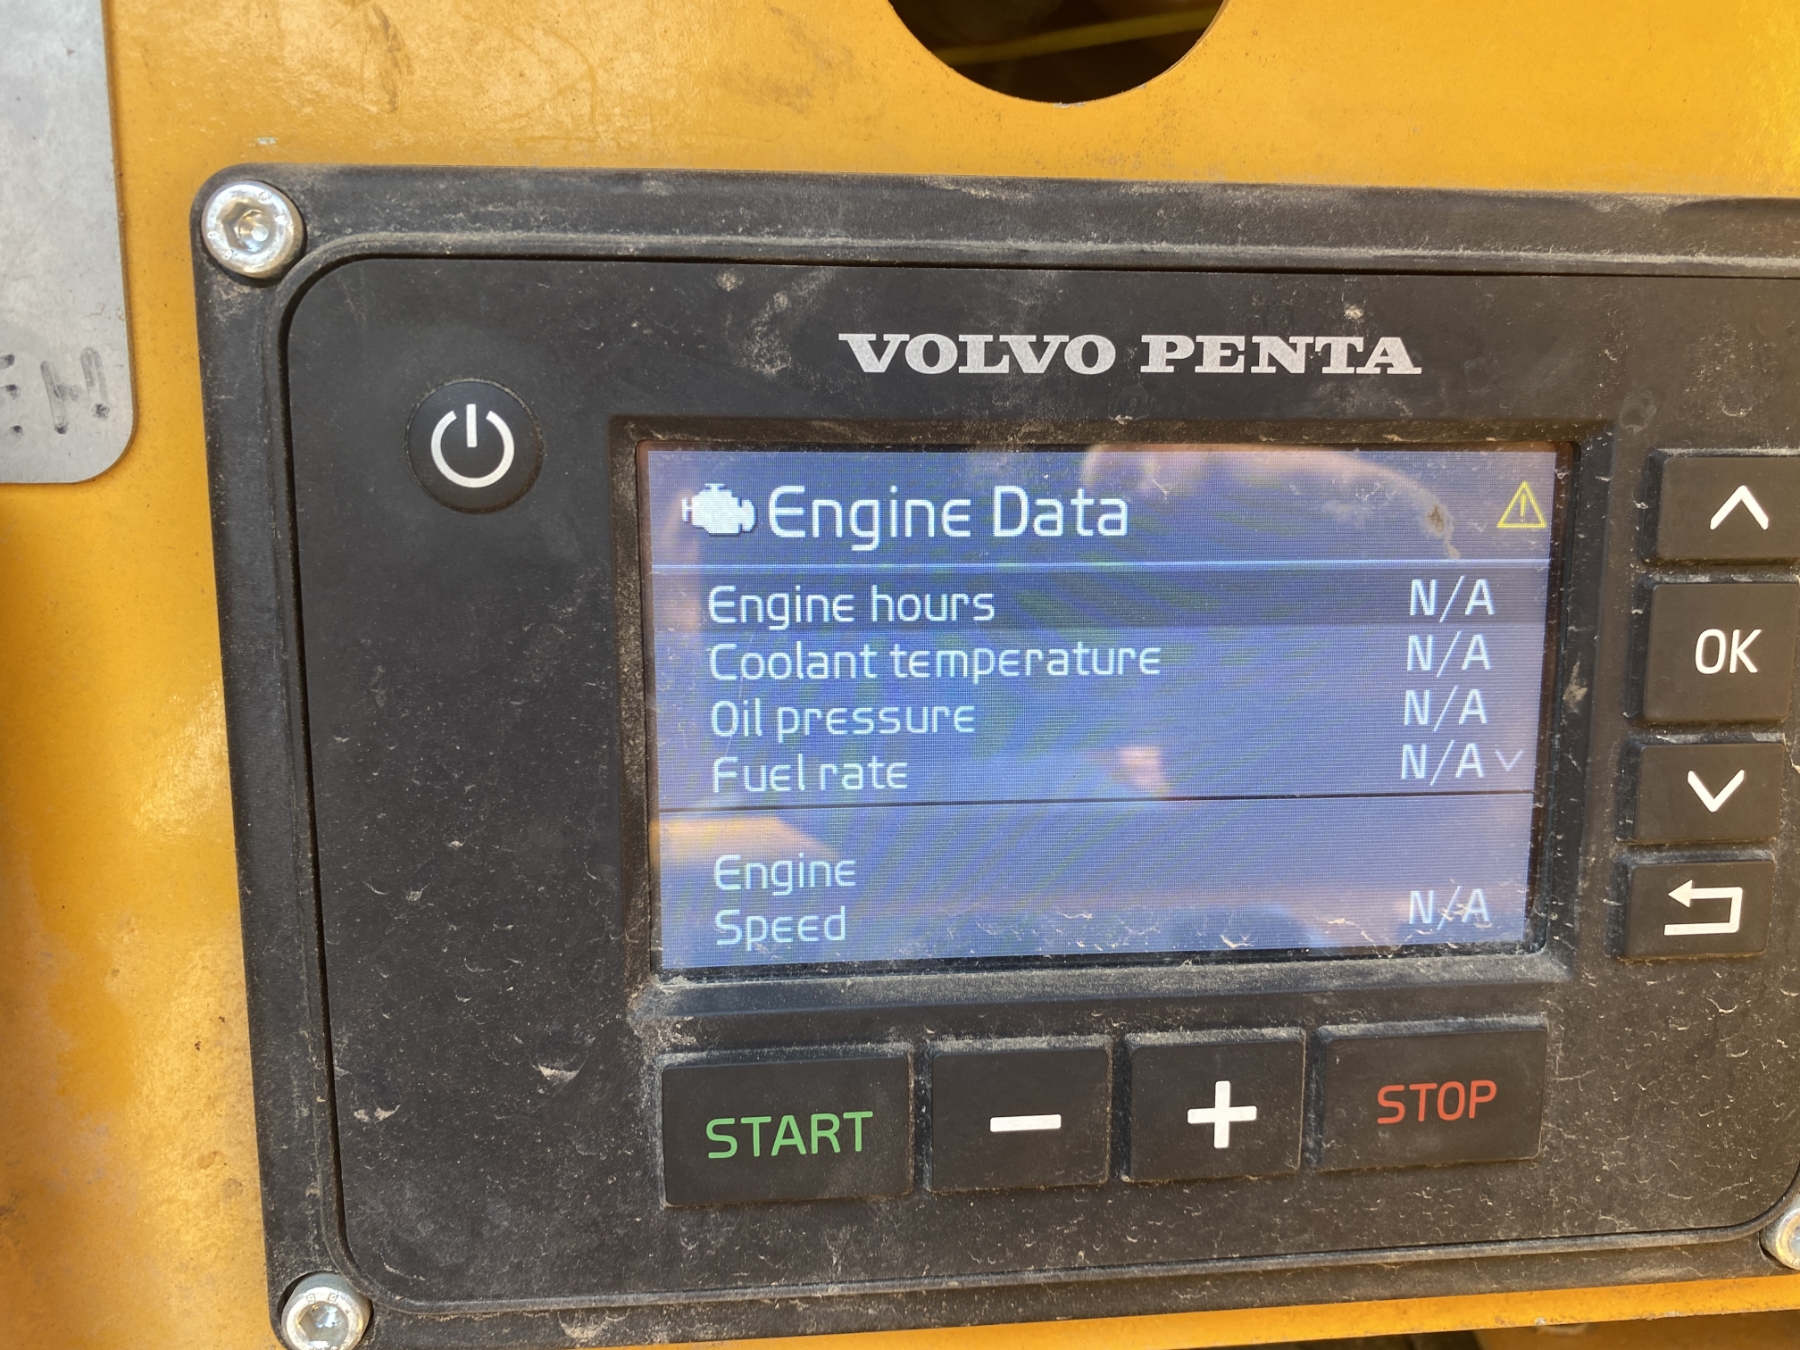 VOLVO PENTA
Engine Data
Engine hours N/A
Coolant temperature N/A
Oil pressure N/A
Fuel rate N/A
Engine
Speed N/A
OK
START − + STOP